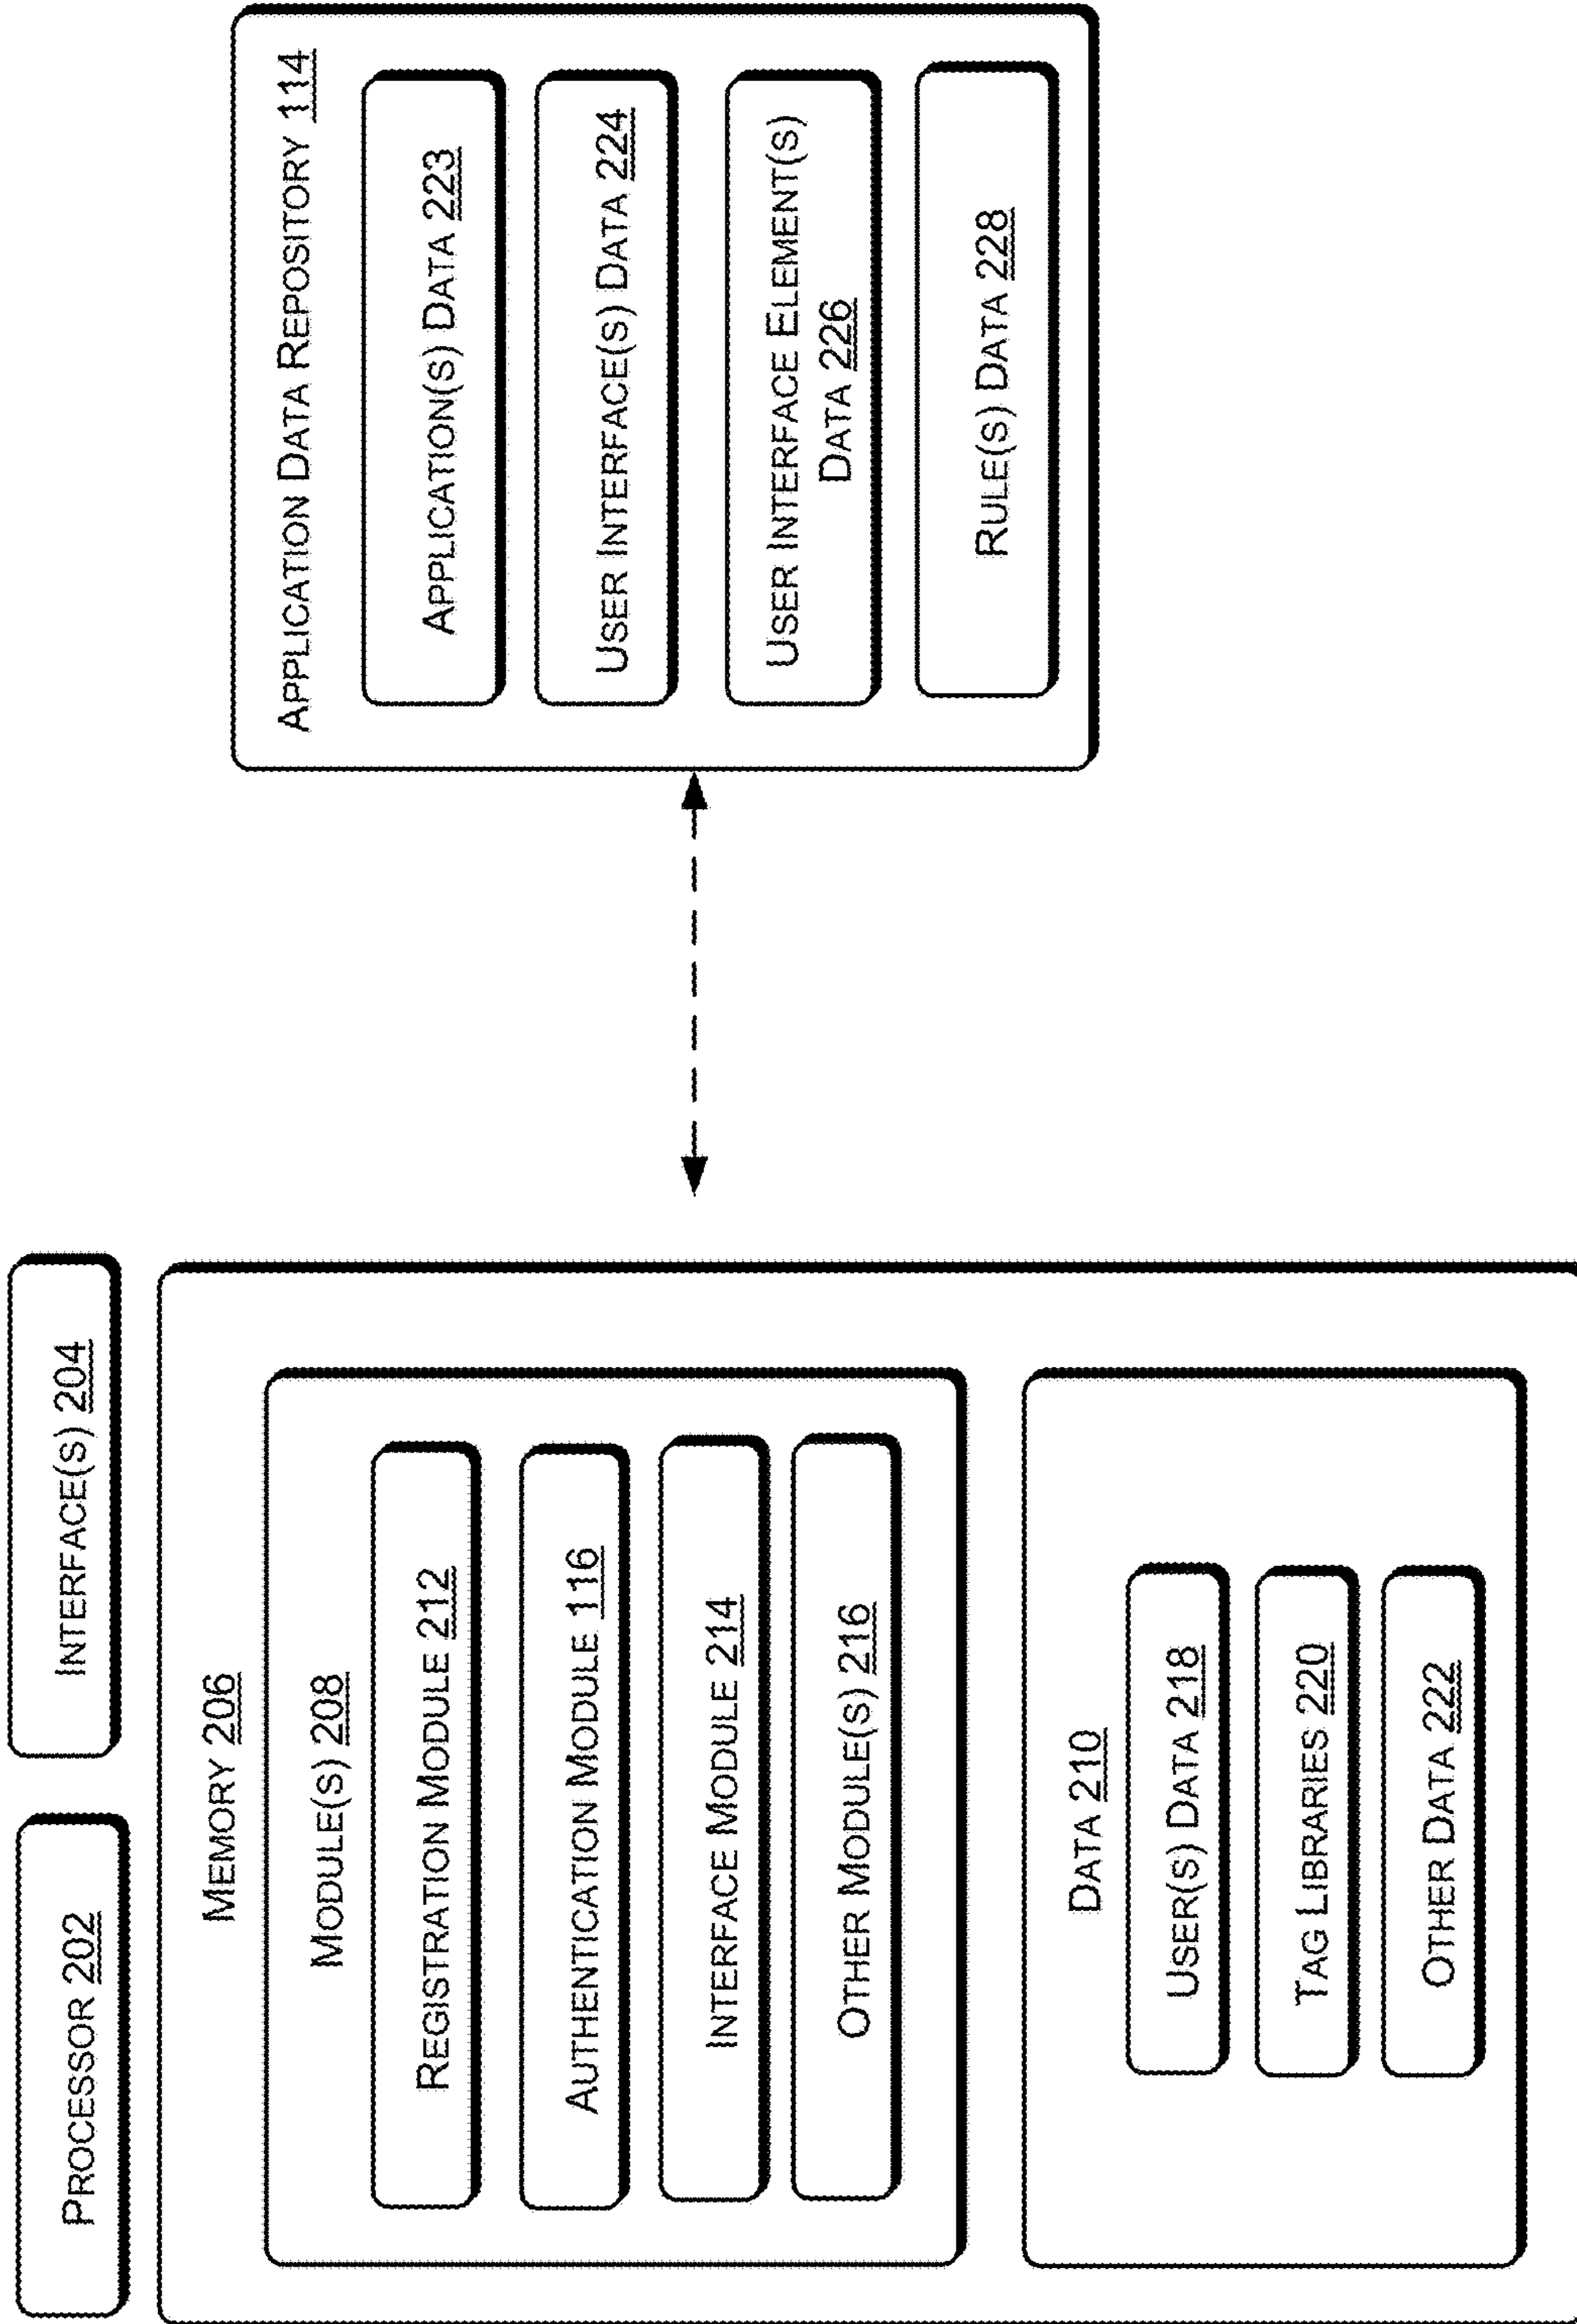 PROCESSOR 202
INTERFACE(S) 204
MEMORY 206
MODULE(S) 208
REGISTRATION MODULE 212
AUTHENTICATION MODULE 116
INTERFACE MODULE 214
OTHER MODULE(S) 216
DATA 210
USER(S) DATA 218
TAG LIBRARIES 220
OTHER DATA 222
APPLICATION DATA REPOSITORY 114
APPLICATION(S) DATA 223
USER INTERFACE(S) DATA 224
USER INTERFACE ELEMENT(S)
DATA 226
RULE(S) DATA 228